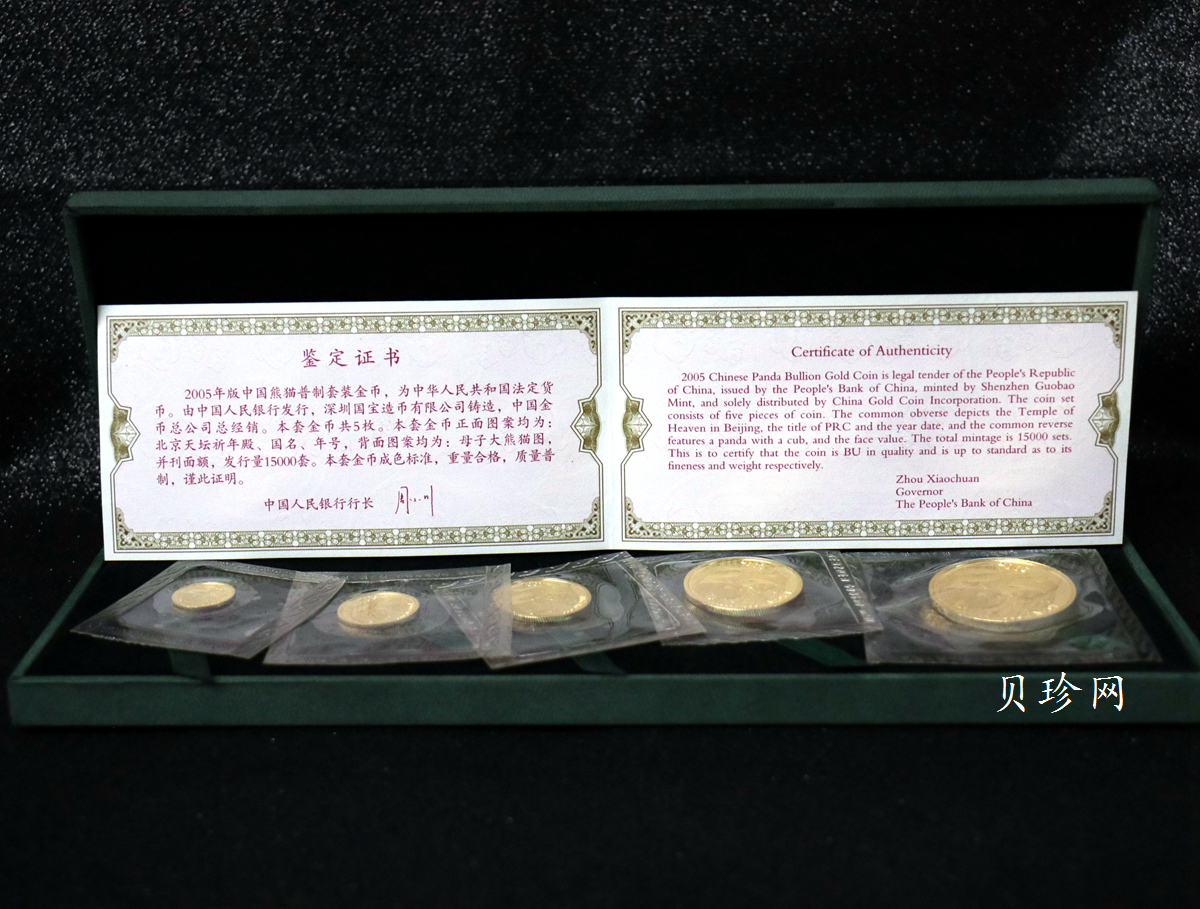 鉴定证书
2005年版中国熊猫普制套装金币，为中华人民共和国法定货
币。由中国人民银行发行，深圳国宝造币有限公司铸造，中国金
币总公司总经销。本套金币共5枚。本套金币正面图案均为：
北京天坛祈年殿、国名、年号，背面图案均为：母子大熊猫图，
并刊面额，发行量15000套。本套金币成色标准，重量合格，质量普
制，谨此证明。
中国人民银行行长
Certificate of Authenticity
2005 Chinese Panda Bullion Gold Coin is legal tender of the People's Republic
of China, issued by the People's Bank of China, minted by Shenzhen Guobao
Mint, and solely distributed by China Gold Coin Incorporation. The coin set
consists of five pieces of coin. The common obverse depicts the Temple of
Heaven in Beijing, the title of PRC and the year date, and the common reverse
features a panda with a cub, and the face value. The total mintage is 15000 sets.
This is to certify that the coin is BU in quality and is up to standard as to its
fineness and weight respectively.
Zhou Xiaochuan
Governor
The People's Bank of China
贝珍网